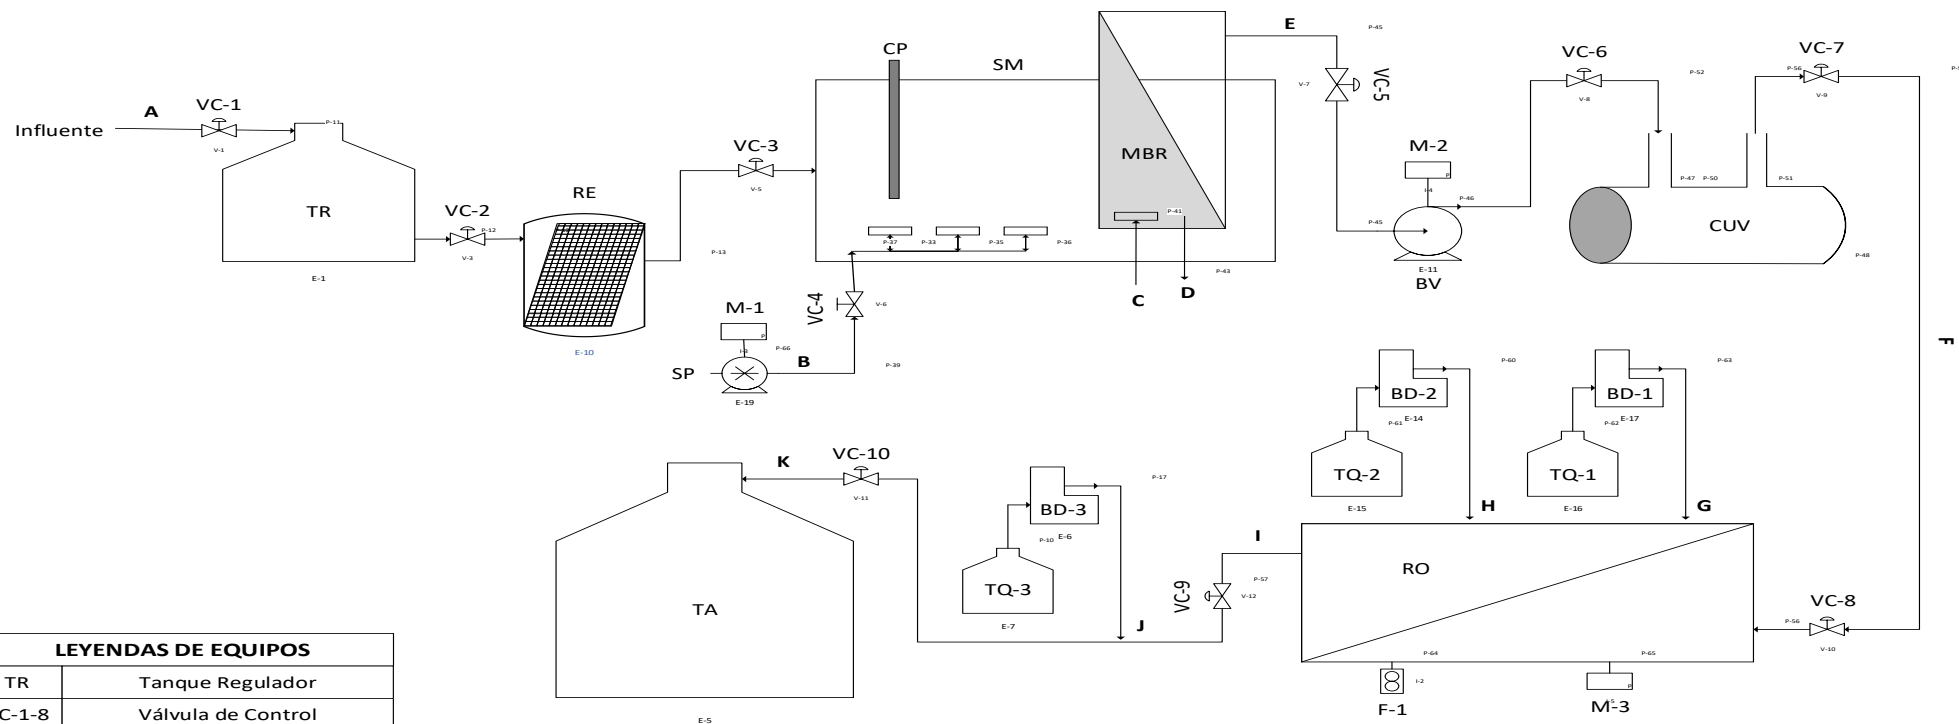 CP
SM
E
P-45
VC-6
VC-7
A
VC-1
Influente
P-11
V-1
TR
E-1
VC-2
P-12
V-3
RE
E-10
P-13
VC-3
V-5
MBR
P-41
P-37
P-33
P-35
P-36
P-43
C
D
VC-4
V-6
M-1
P
I-3
P-66
SP
B
P-39
E-19
V-7
VC-5
M-2
P
I-4
P-46
P-45
E-11
BV
V-8
P-52
P-56
V-9
P-47
P-50
P-51
CUV
P-48
F
BD-2
P-60
E-14
P-61
TQ-2
E-15
H
BD-1
P-63
E-17
P-62
TQ-1
E-16
G
K
VC-10
V-11
TA
E-5
BD-3
P-17
E-6
P-10
TQ-3
E-7
J
I
P-57
VC-9
V-12
RO
VC-8
P-56
V-10
P-64
P-65
I-2
F-1
P
M-3
LEYENDAS DE EQUIPOS
TR Tanque Regulador
C-1-8 Válvula de Control